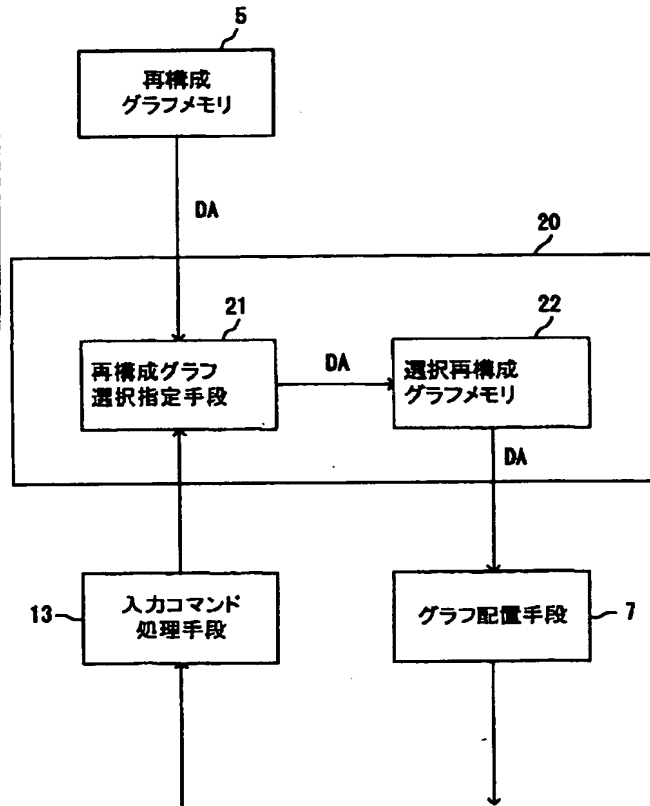 5
再構成
グラフメモリ
DA
20
21
22
再構成グラフ
選択指定手段
DA
選択再構成
グラフメモリ
DA
13
入力コマンド
処理手段
グラフ配置手段
7